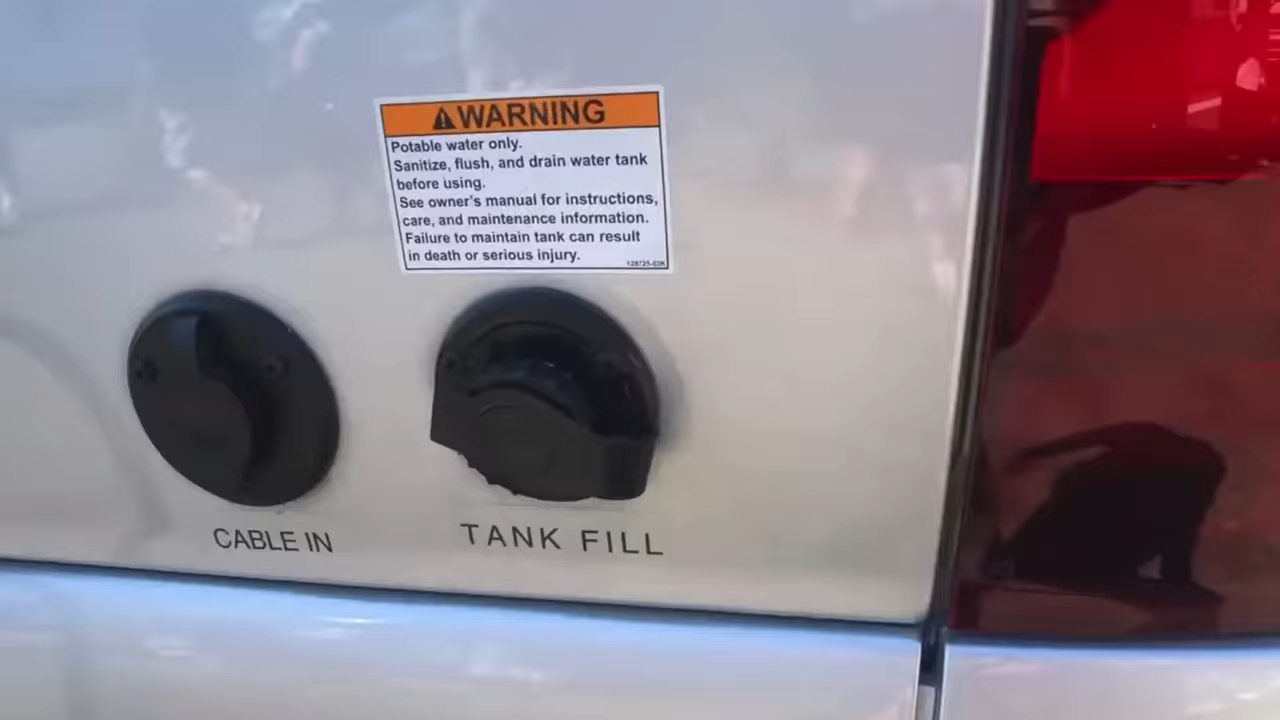 WARNING
Potable water only.
Sanitize, flush, and drain water tank
before using.
See owner's manual for instructions,
care, and maintenance information.
Failure to maintain tank can result
in death or serious injury.
CABLE IN
TANK FILL